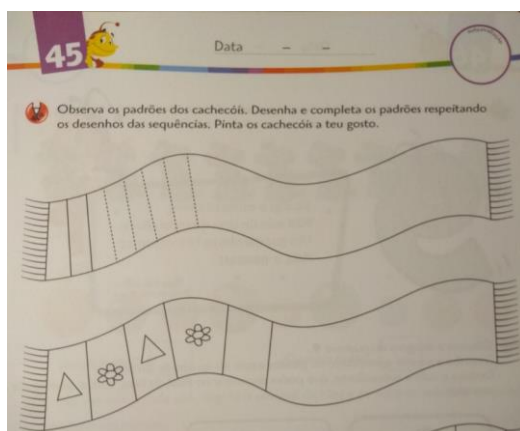 45
Data
Observa os padrões dos cachecóis. Desenha e completa os padrões respeitando
os desenhos das sequências. Pinta os cachecóis a teu gosto.